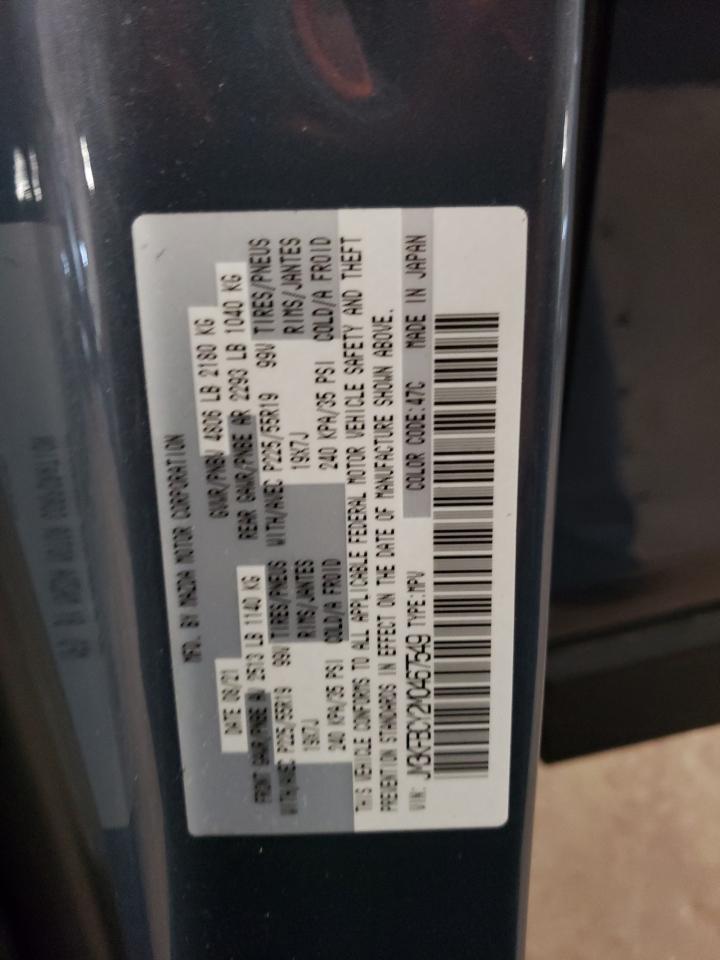 MFD. BY MAZDA MOTOR CORPORATION
DATE 08/21 GVWR/PNBV 4806 LB 2180 KG
FRONT GAWR/PNBE AV 2513 LB 1140 KG REAR GAWR/PNBE AR 2293 LB 1040 KG
WITH/AVEC P225/55R19 99V TIRES/PNEUS WITH/AVEC P225/55R19 99V TIRES/PNEUS
19X7J RIMS/JANTES 19X7J RIMS/JANTES
240 KPA/35 PSI COLD/A FROID 240 KPA/35 PSI COLD/A FROID
THIS VEHICLE CONFORMS TO ALL APPLICABLE FEDERAL MOTOR VEHICLE SAFETY AND THEFT
PREVENTION STANDARDS IN EFFECT ON THE DATE OF MANUFACTURE SHOWN ABOVE.
VIN: TYPE:MPV COLOR CODE:47C MADE IN JAPAN